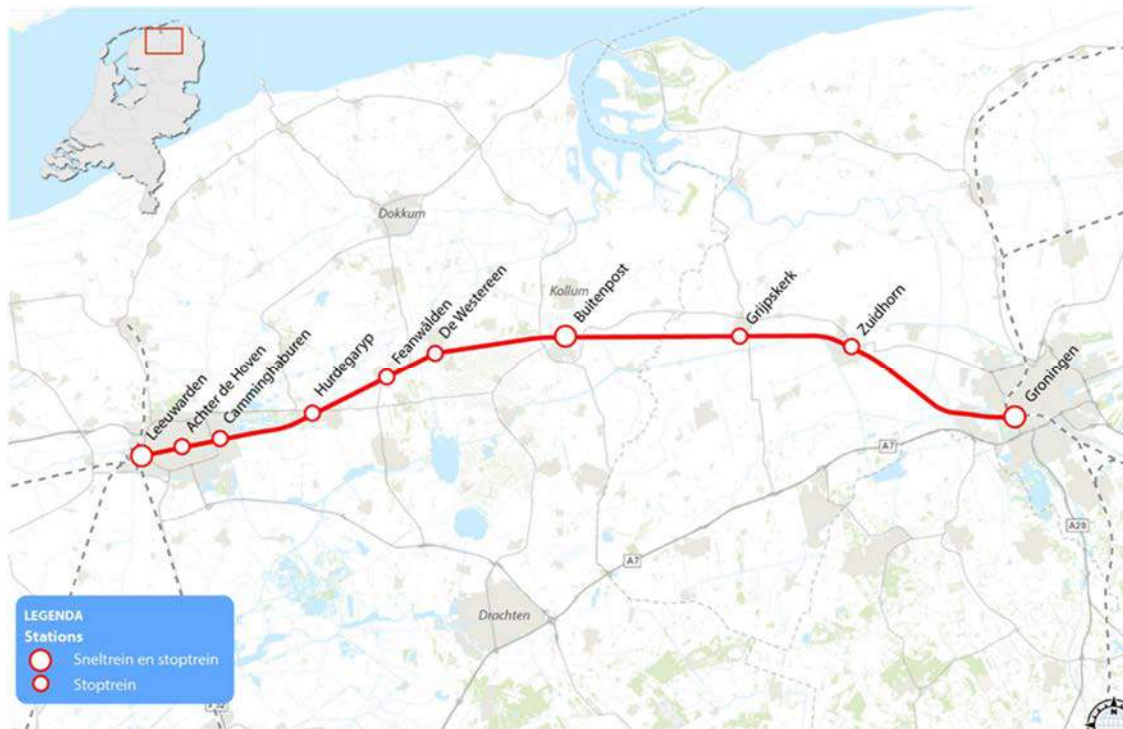 Dokkum
Kollum
Leeuwarden
Achter de Hoven
Camminghaburen
Hurdegaryp
Feanwâlden
De Westereen
Buitenpost
Grijpskerk
Zuidhorn
Groningen
A7
A7
A28
Drachten
LEGENDA
Stations
Sneltrein en stoptrein
Stoptrein
N